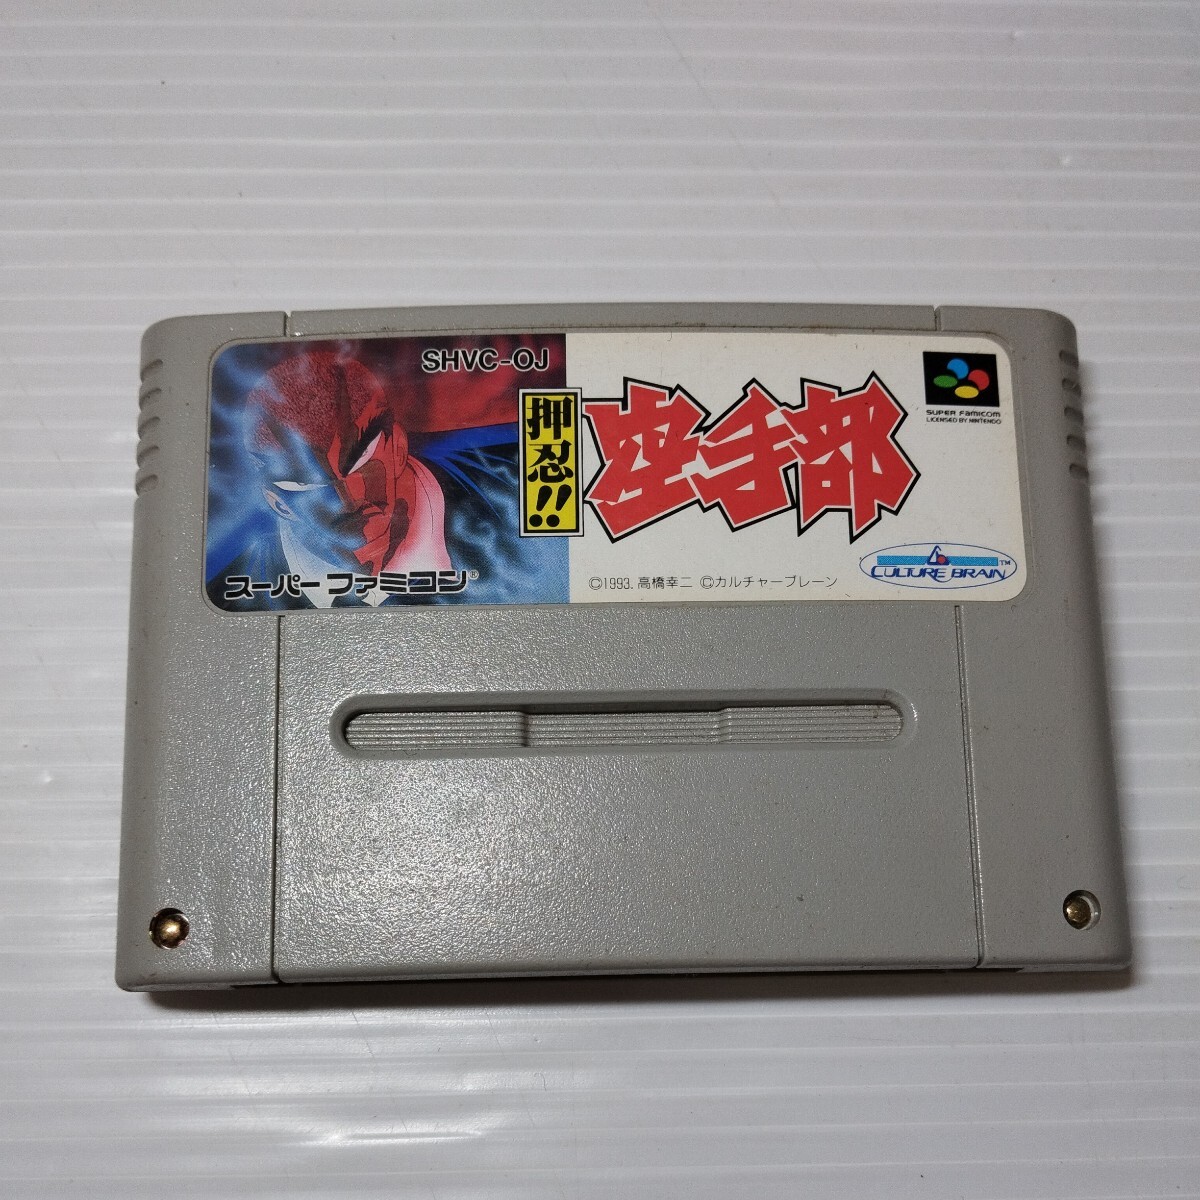 SHVC-OJ
押忍!!
空手部
SUPER FAMICOM
LICENSED BY NINTENDO
スーパーファミコン®
©1993. 高橋幸二 ©カルチャーブレーン
CULTURE BRAIN™